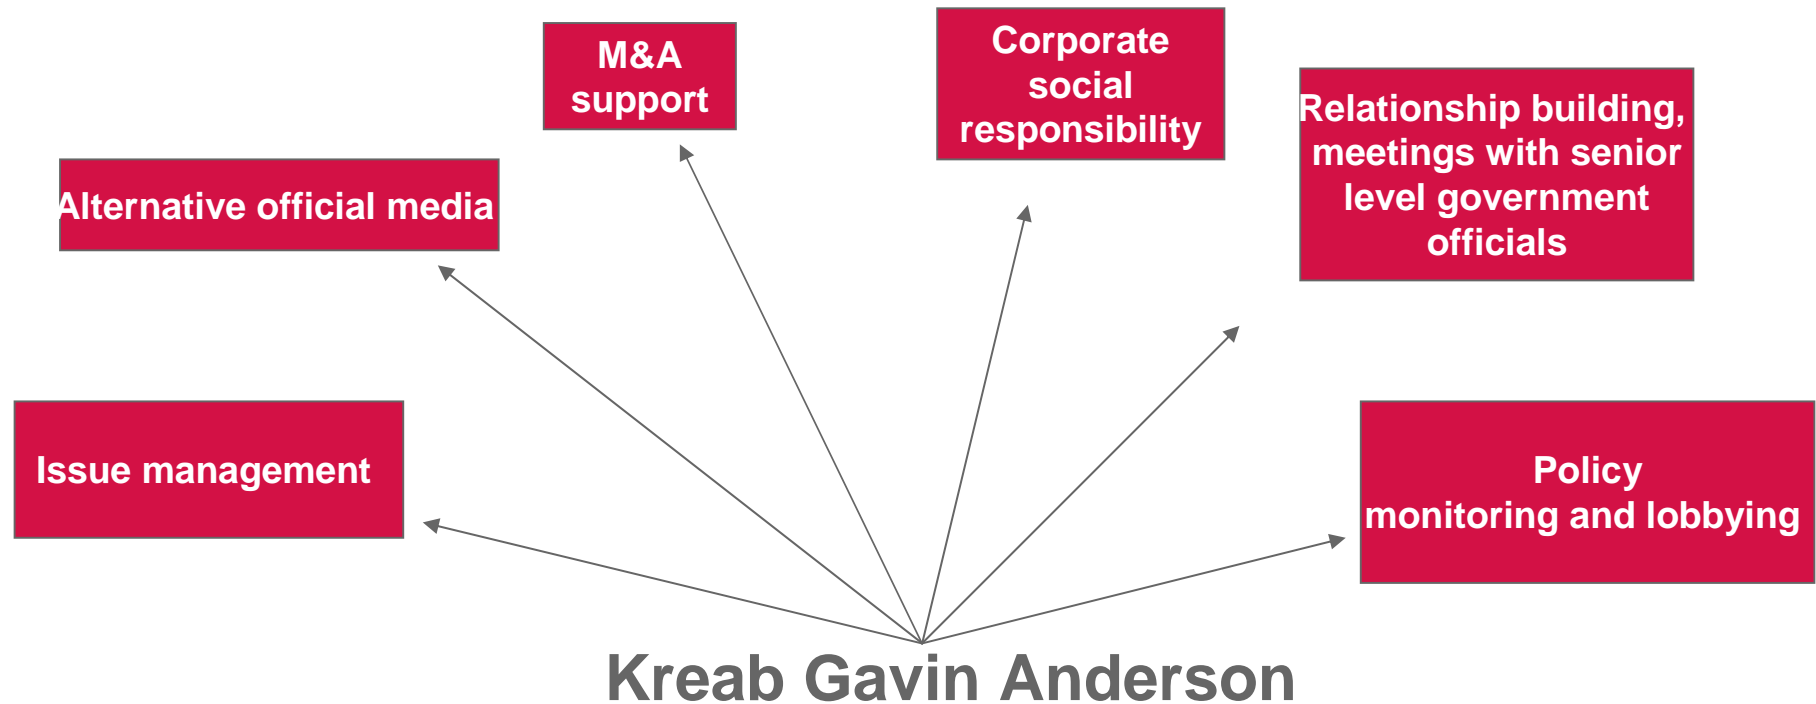 M&A
support
Corporate
social
responsibility
Relationship building,
meetings with senior
level government
officials
Alternative official media
Issue management
Policy
monitoring and lobbying
Kreab Gavin Anderson